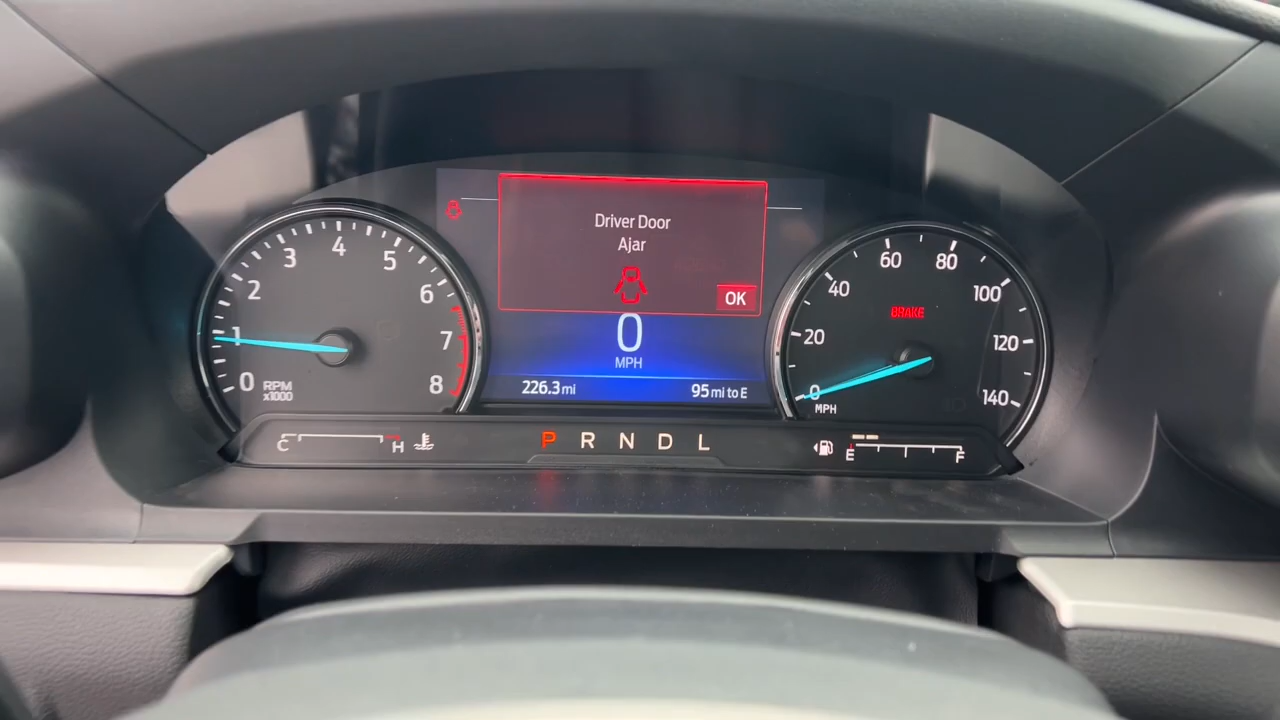 Driver Door
Ajar
OK
0
MPH
226.3 mi
95 mi to E
0 1 2 3 4 5 6 7 8
RPM
x1000
0 20 40 60 80 100 120 140
BRAKE
MPH
C H
P R N D L
E F